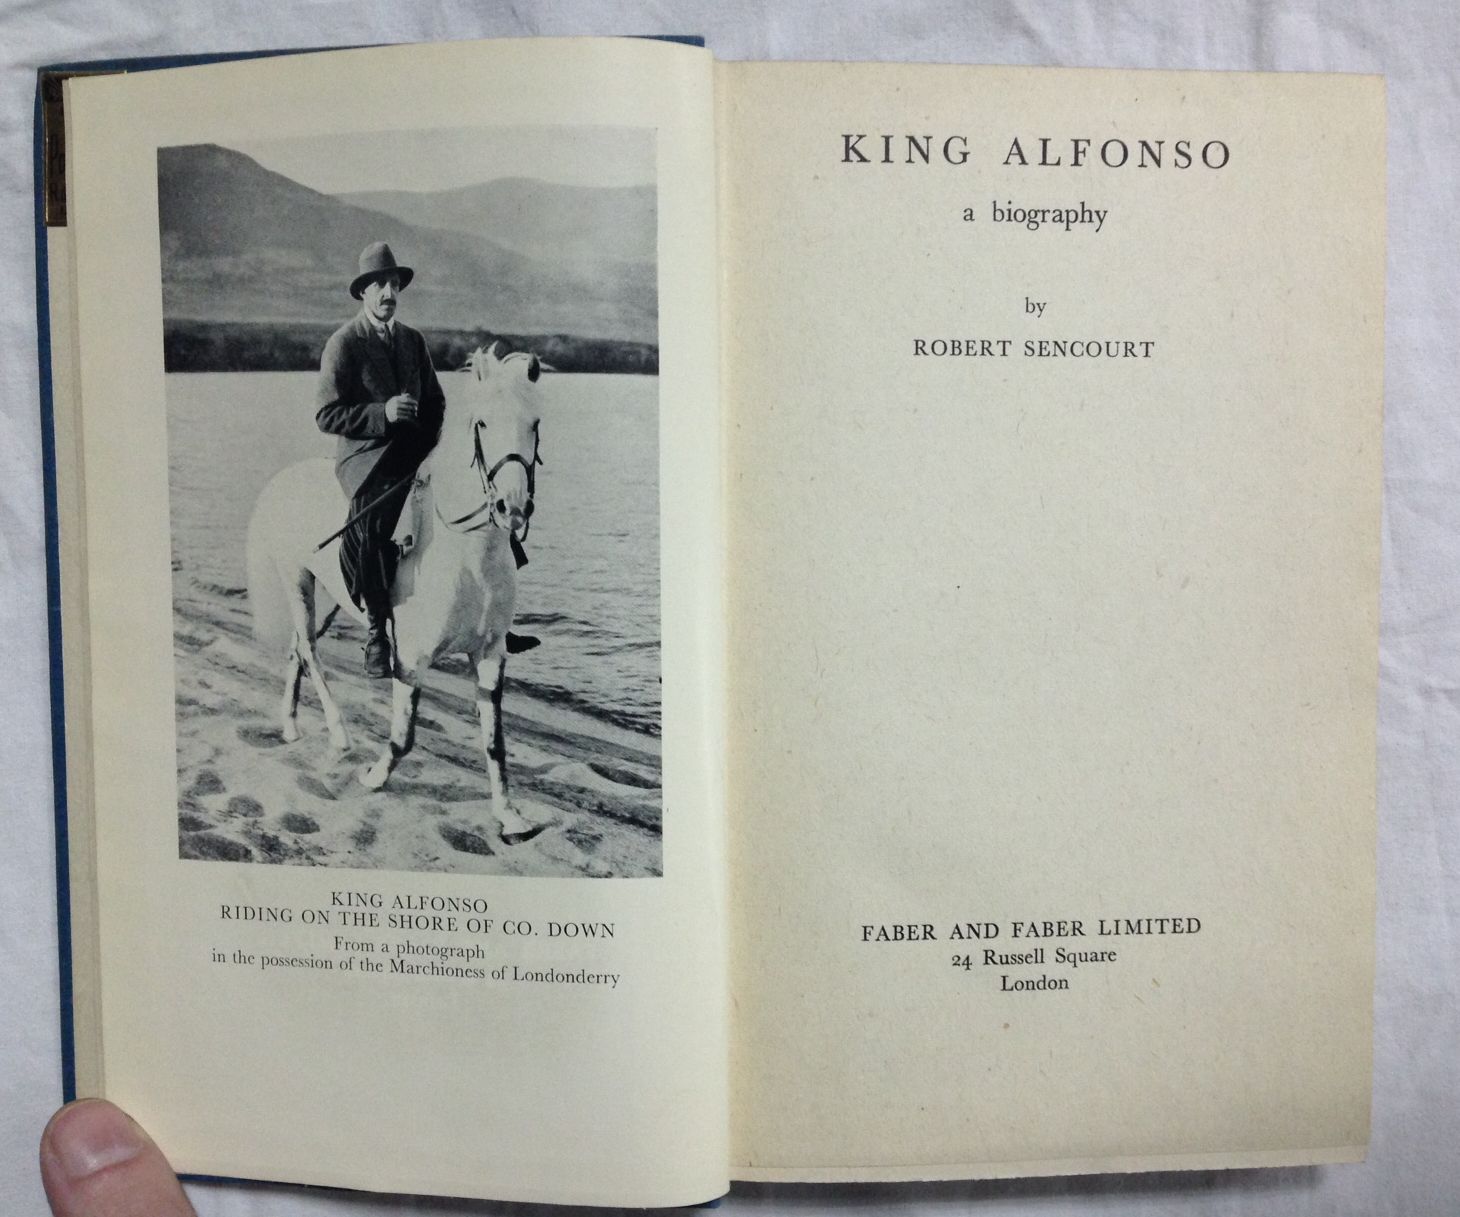 KING ALFONSO
RIDING ON THE SHORE OF CO. DOWN
From a photograph
in the possession of the Marchioness of Londonderry
KING ALFONSO
a biography
by
ROBERT SENCOURT
FABER AND FABER LIMITED
24 Russell Square
London